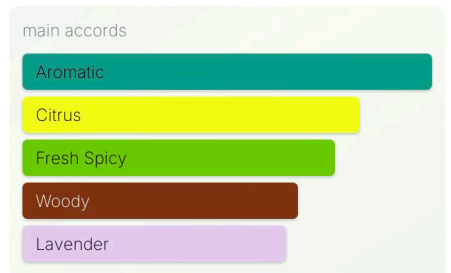 main accords
Aromatic
Citrus
Fresh Spicy
Woody
Lavender